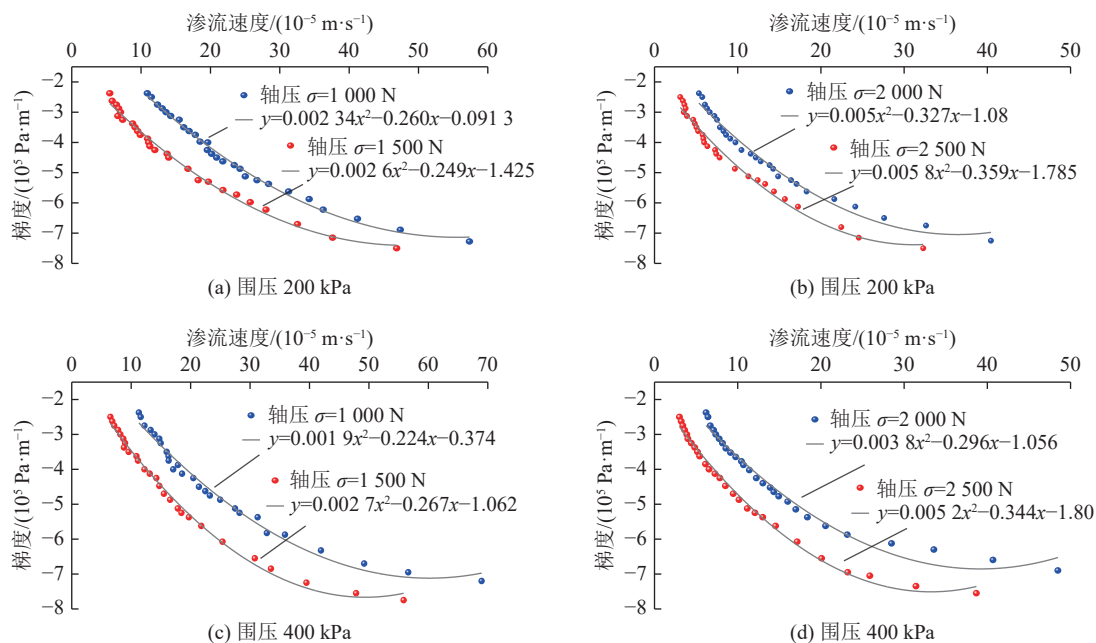 渗流速度/(10⁻⁵ m·s⁻¹)
0 10 20 30 40 50 60
−2
−3
−4
−5
−6
−7
−8
梯度/(10⁵ Pa·m⁻¹)
轴压 σ=1 000 N
y=0.002 34x²−0.260x−0.091 3
轴压 σ=1 500 N
y=0.002 6x²−0.249x−1.425
(a) 围压 200 kPa
渗流速度/(10⁻⁵ m·s⁻¹)
0 10 20 30 40 50
−2
−3
−4
−5
−6
−7
−8
梯度/(10⁵ Pa·m⁻¹)
轴压 σ=2 000 N
y=0.005x²−0.327x−1.08
轴压 σ=2 500 N
y=0.005 8x²−0.359x−1.785
(b) 围压 200 kPa
渗流速度/(10⁻⁵ m·s⁻¹)
0 10 20 30 40 50 60 70
−2
−3
−4
−5
−6
−7
−8
梯度/(10⁵ Pa·m⁻¹)
轴压 σ=1 000 N
y=0.001 9x²−0.224x−0.374
轴压 σ=1 500 N
y=0.002 7x²−0.267x−1.062
(c) 围压 400 kPa
渗流速度/(10⁻⁵ m·s⁻¹)
0 10 20 30 40 50
−2
−3
−4
−5
−6
−7
−8
梯度/(10⁵ Pa·m⁻¹)
轴压 σ=2 000 N
y=0.003 8x²−0.296x−1.056
轴压 σ=2 500 N
y=0.005 2x²−0.344x−1.80
(d) 围压 400 kPa